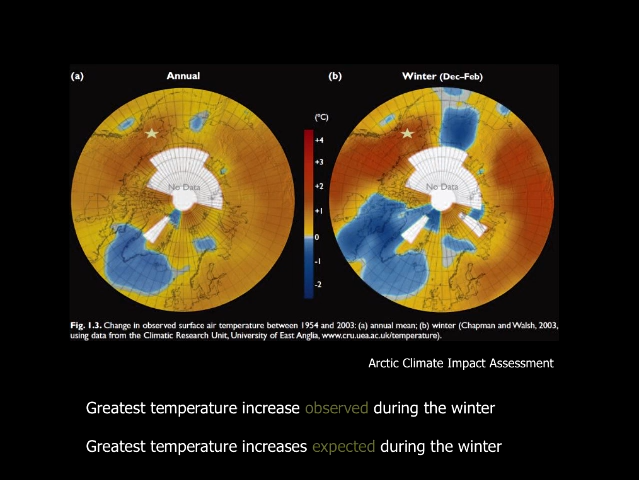 (a) Annual
(b) Winter (Dec–Feb)
(°C)
+4
+3
+2
+1
0
-1
-2
No Data
No Data
Fig. 1.3. Change in observed surface air temperature between 1954 and 2003: (a) annual mean; (b) winter (Chapman and Walsh, 2003,
using data from the Climatic Research Unit, University of East Anglia, www.cru.uea.ac.uk/temperature).
Arctic Climate Impact Assessment
Greatest temperature increase observed during the winter
Greatest temperature increases expected during the winter